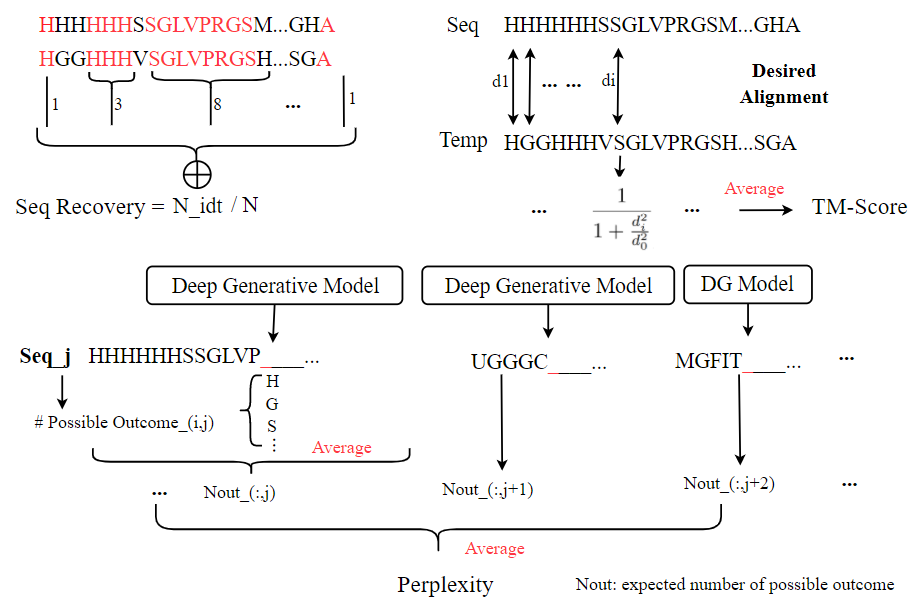 HHHHHHSSGLVPRGSM...GHA
HGGHHHVSGLVPRGSH...SGA
1 3 8 ... 1
Seq Recovery = N_idt / N
Seq HHHHHHSSGLVPRGSM...GHA
d1 ... ... di
Desired
Alignment
Temp HGGHHHVSGLVPRGSH...SGA
... 1 / (1 + d_i^2 / d_0^2) ... Average TM-Score
Deep Generative Model
Deep Generative Model
DG Model
Seq_j HHHHHHSSGLVP____...
UGGGC____...
MGFIT____...
...
# Possible Outcome_(i,j)
H
G
S
⋮
Average
... Nout_(:,j)
Nout_(:,j+1)
Nout_(:,j+2)
...
Average
Perplexity
Nout: expected number of possible outcome